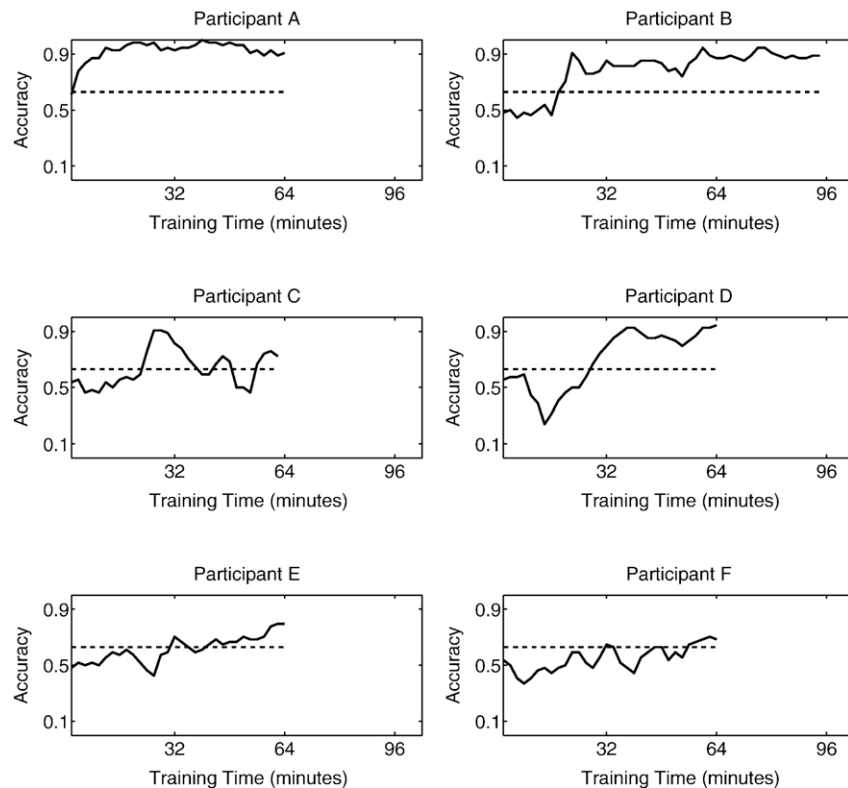 Participant A
Accuracy
0.9
0.5
0.1
32
64
96
Training Time (minutes)
Participant B
Accuracy
0.9
0.5
0.1
32
64
96
Training Time (minutes)
Participant C
Accuracy
0.9
0.5
0.1
32
64
96
Training Time (minutes)
Participant D
Accuracy
0.9
0.5
0.1
32
64
96
Training Time (minutes)
Participant E
Accuracy
0.9
0.5
0.1
32
64
96
Training Time (minutes)
Participant F
Accuracy
0.9
0.5
0.1
32
64
96
Training Time (minutes)